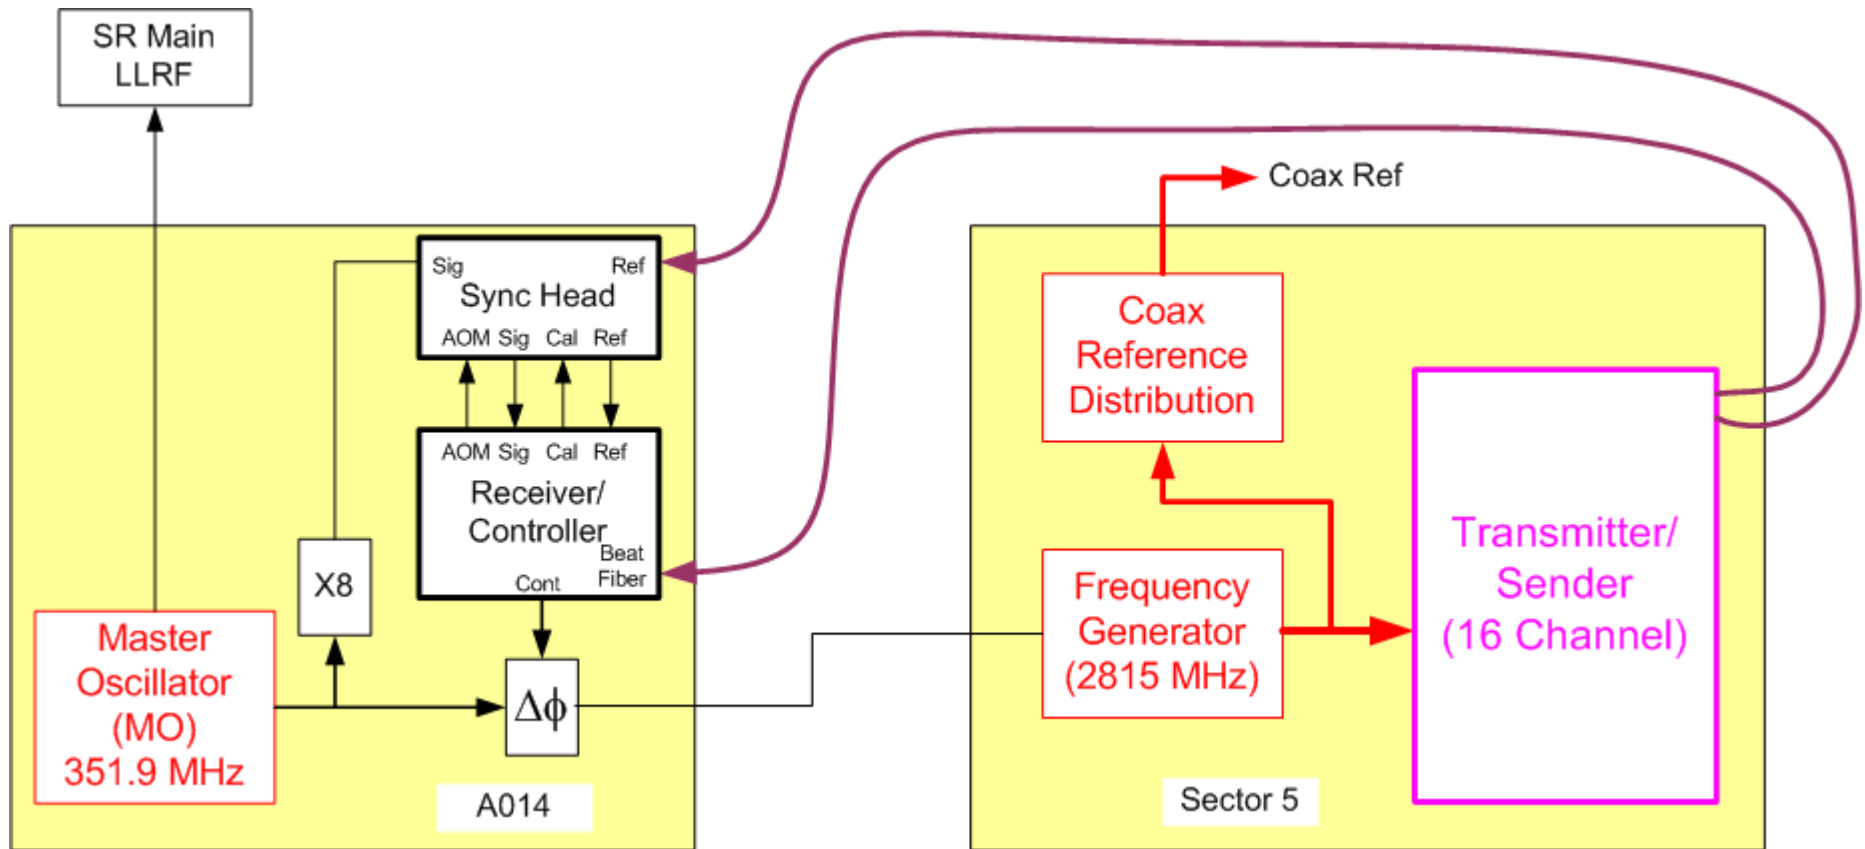 SR Main
LLRF
Coax Ref
Sig Ref
Sync Head
AOM Sig Cal Ref
AOM Sig Cal Ref
Receiver/
Controller
Beat
Fiber
Cont
X8
Master
Oscillator
(MO)
351.9 MHz
Δϕ
A014
Coax
Reference
Distribution
Frequency
Generator
(2815 MHz)
Transmitter/
Sender
(16 Channel)
Sector 5